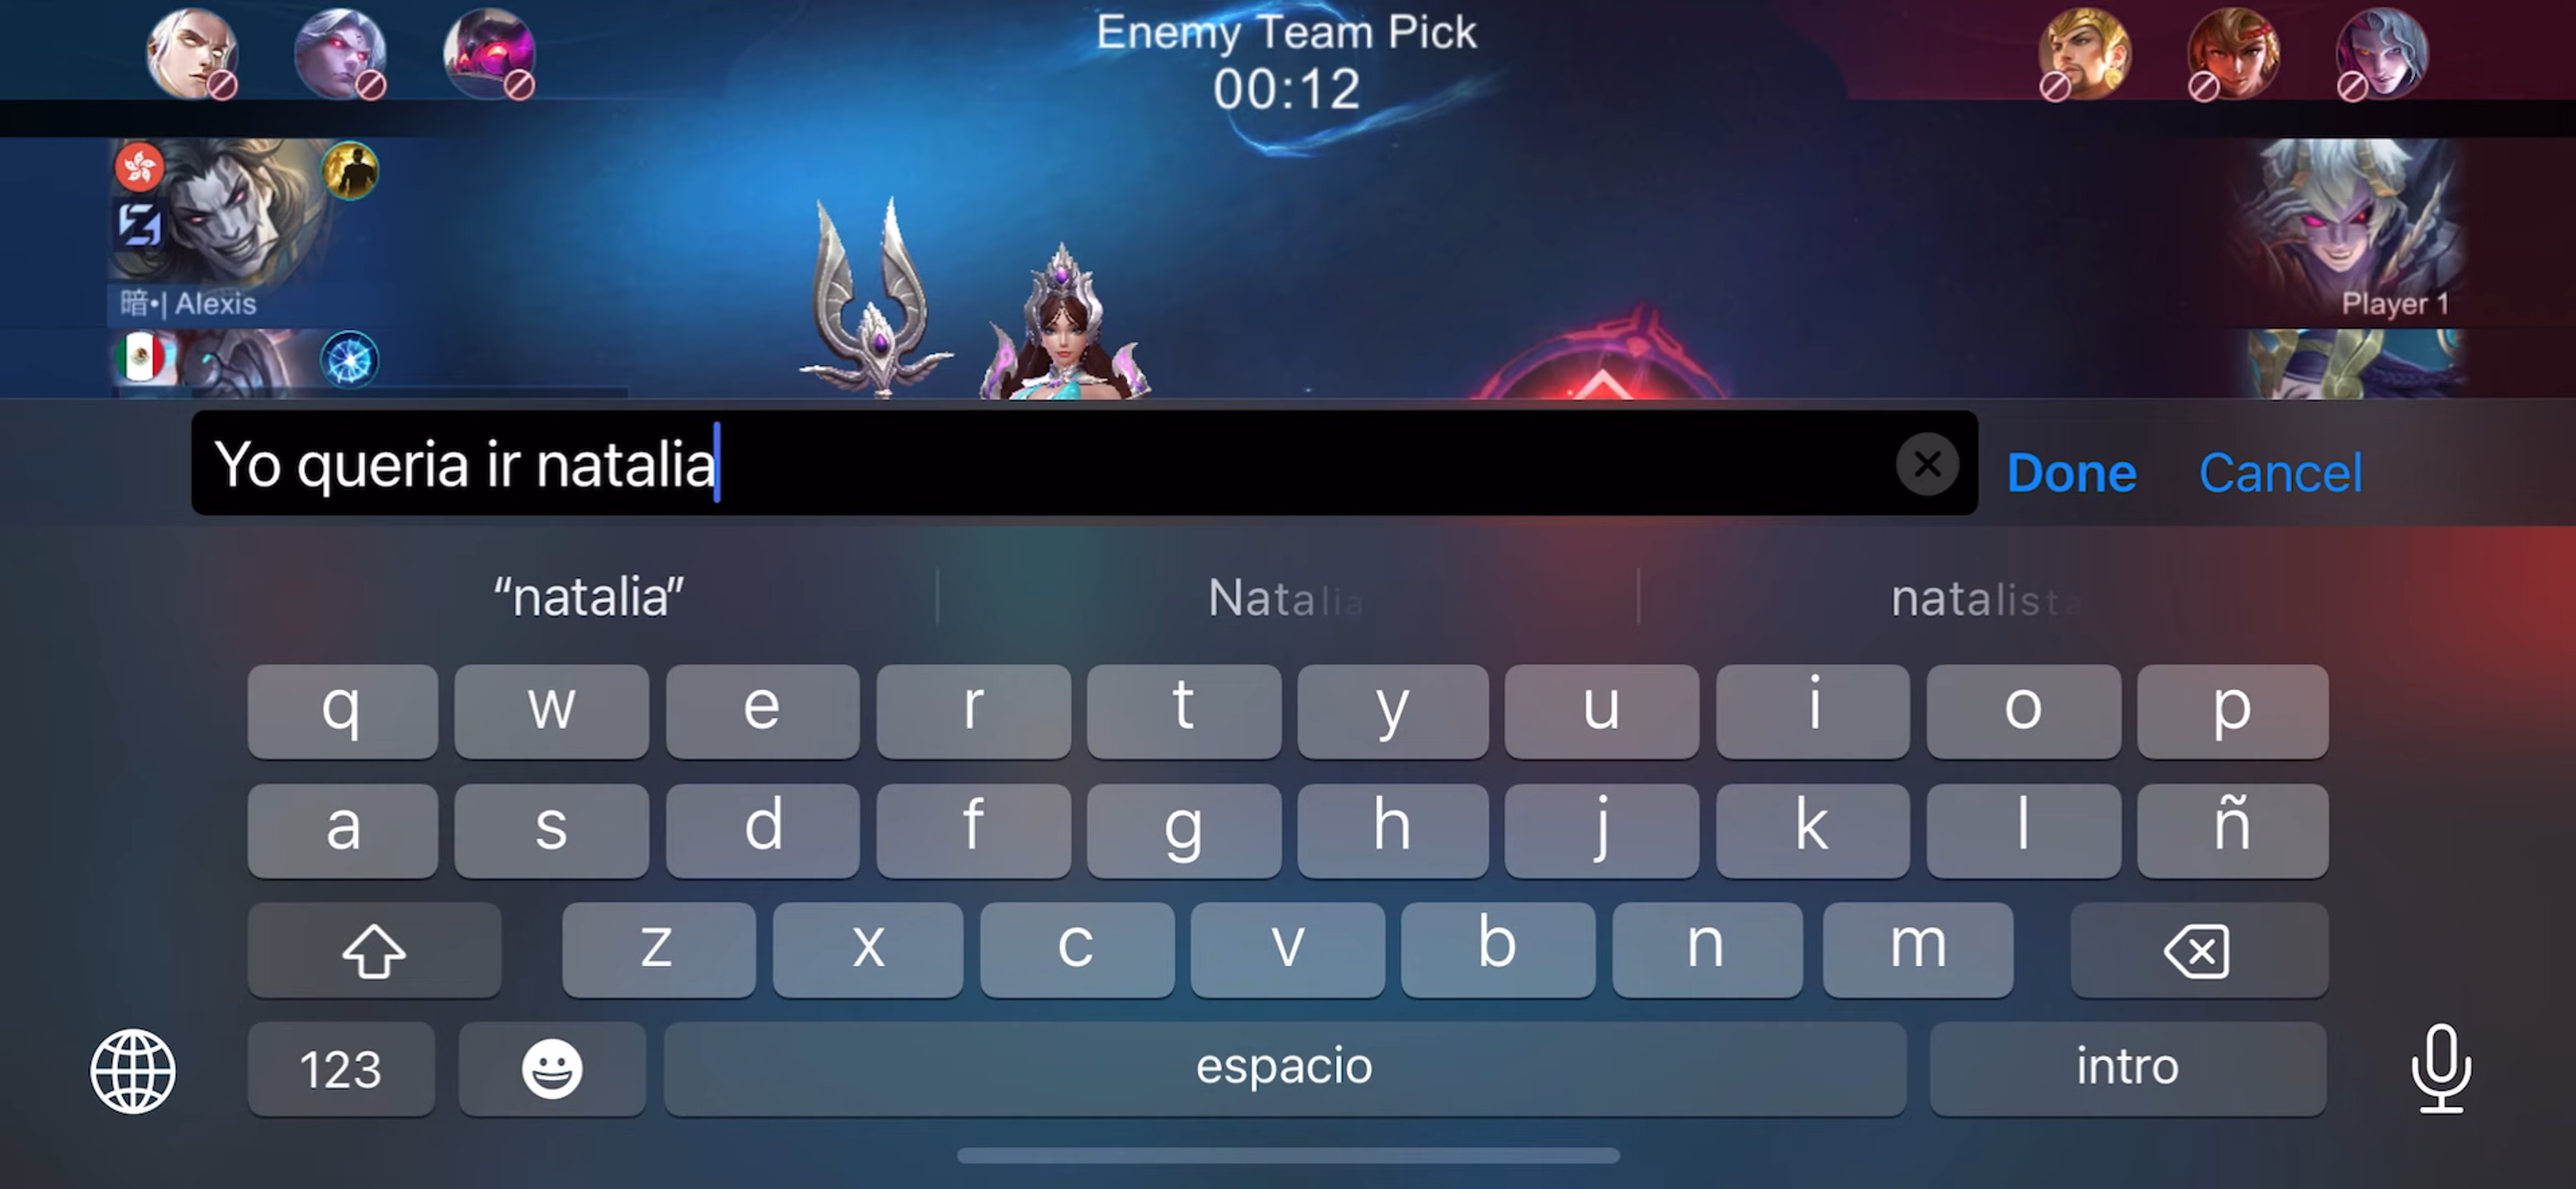 Enemy Team Pick
00:12
暗•| Alexis
Player 1
Yo queria ir natalia
Done
Cancel
“natalia”
Natalia
natalista
q w e r t y u i o p
a s d f g h j k l ñ
z x c v b n m
123
espacio
intro